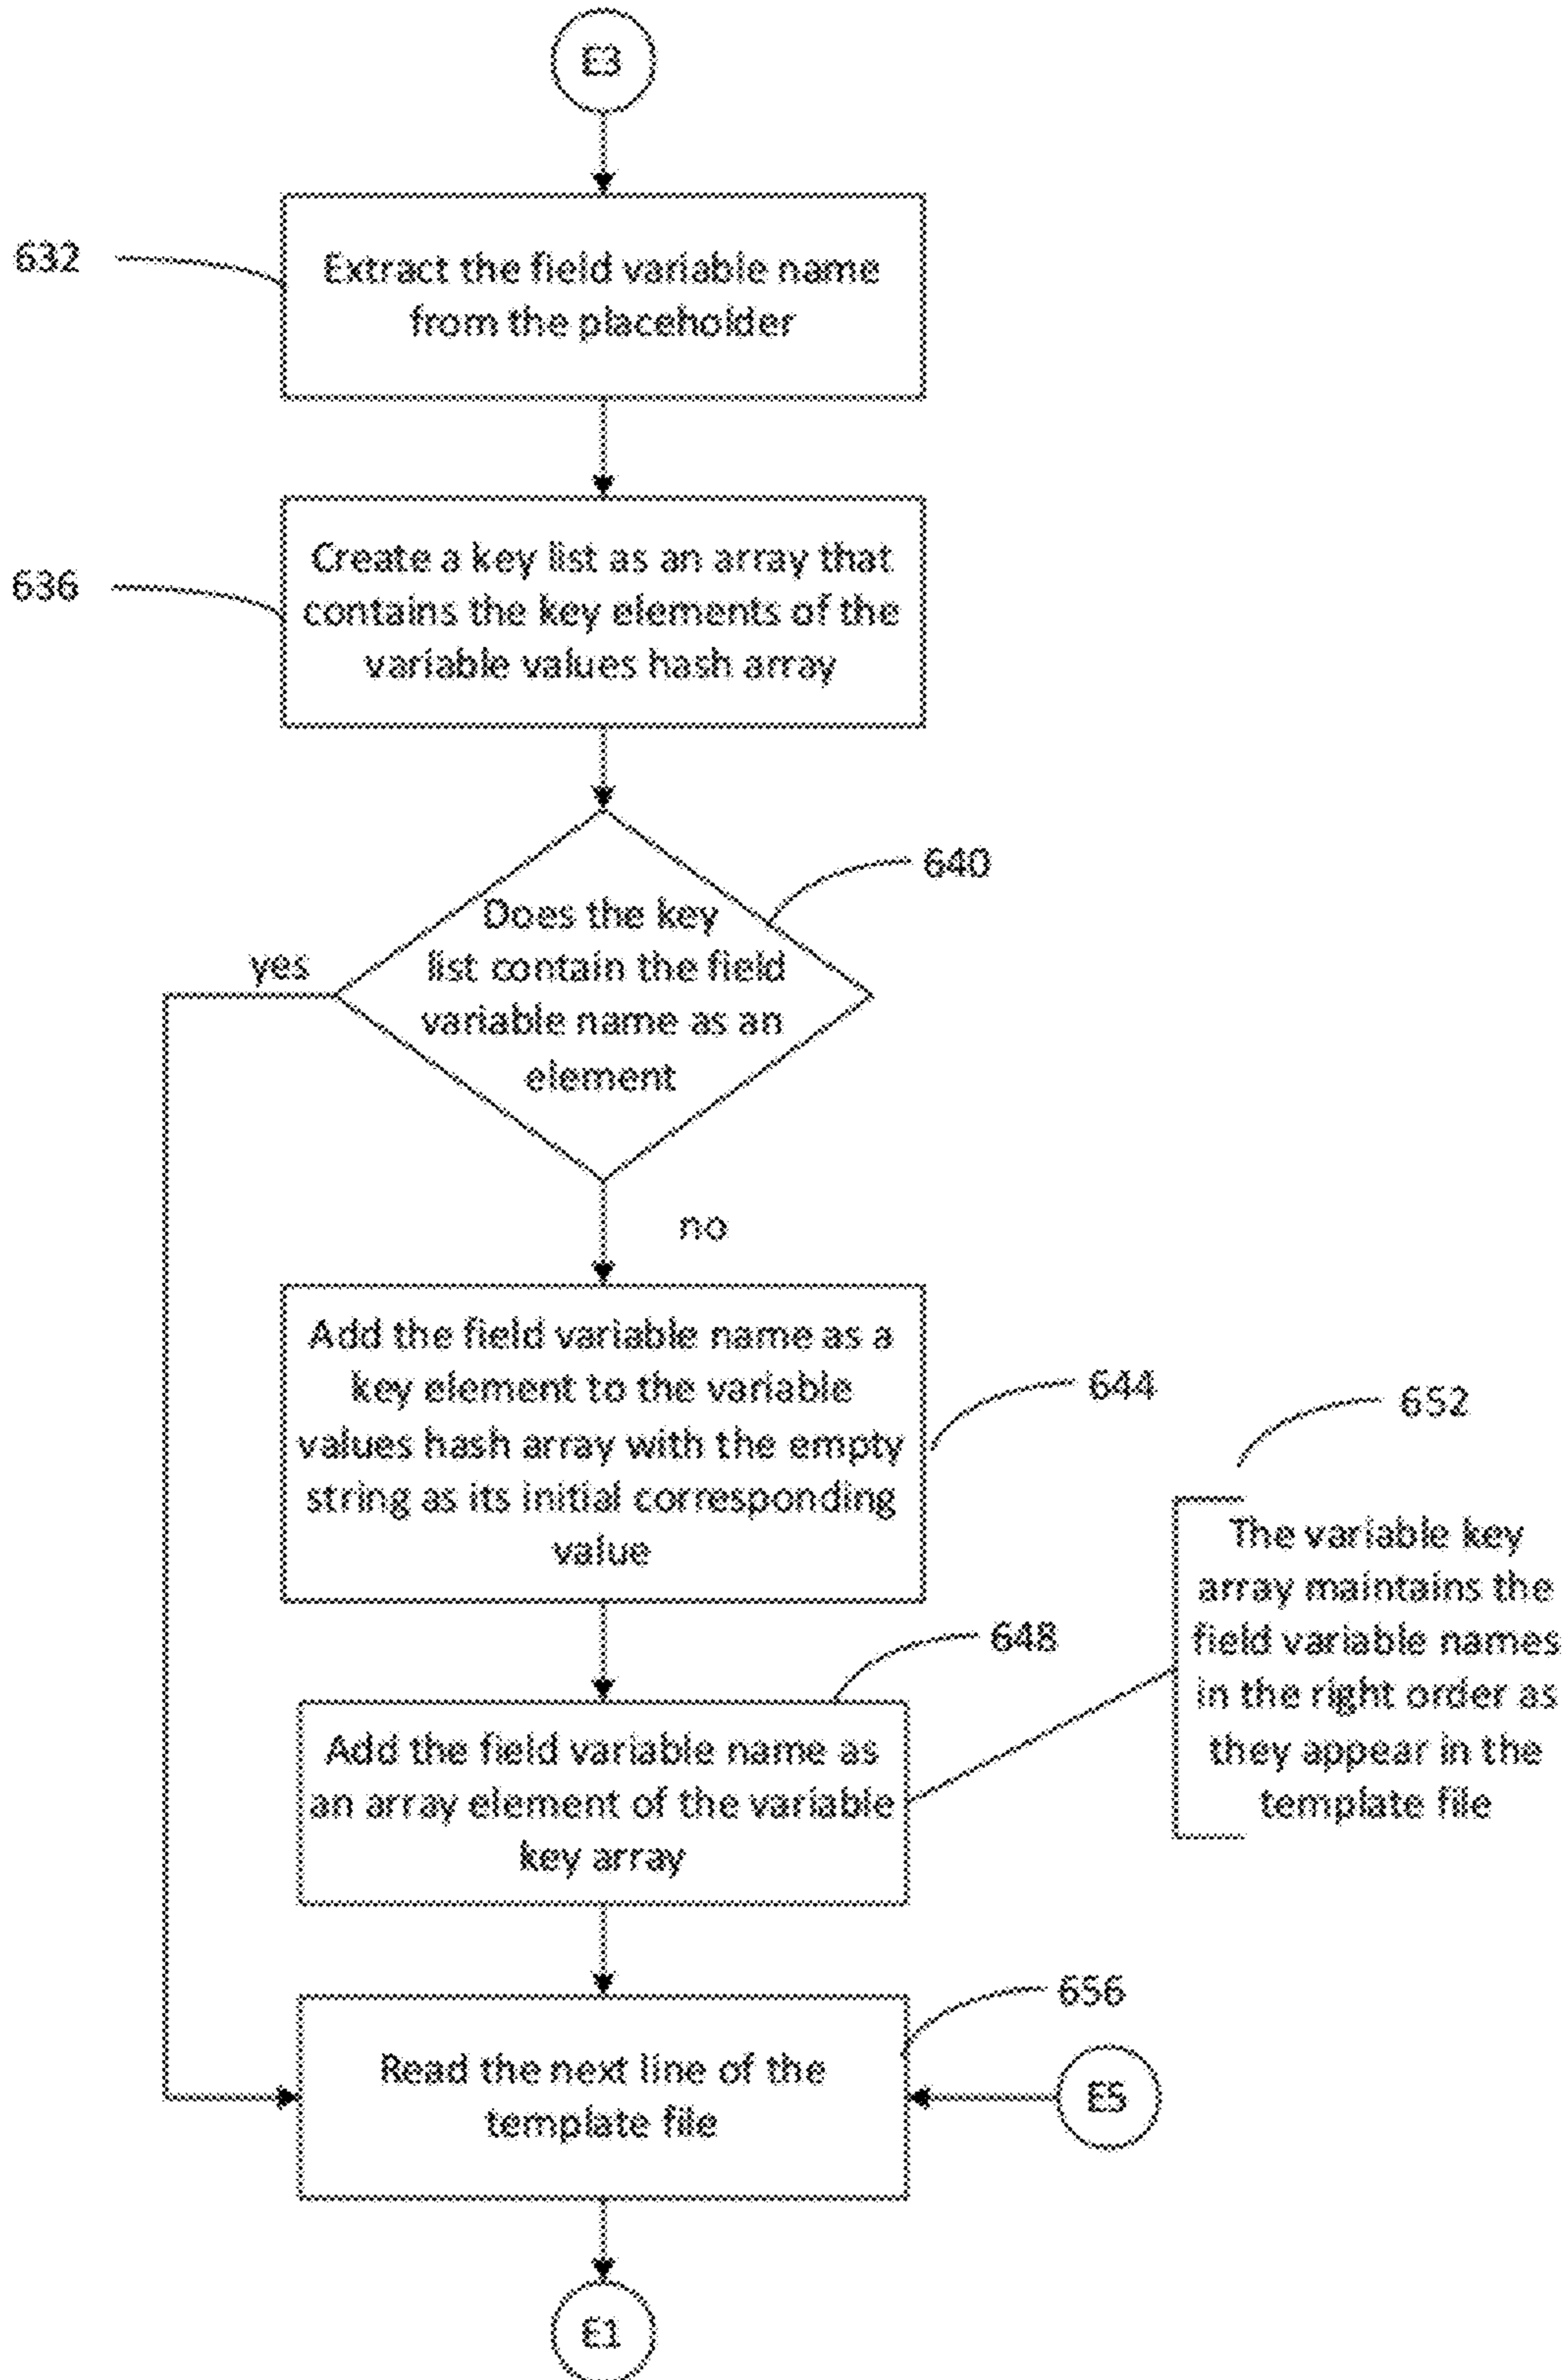 E3
632
Extract the field variable name
from the placeholder
636
Create a key list as an array that
contains the key elements of the
variable values hash array
640
Does the key
list contain the field
variable name as an
element
yes
no
Add the field variable name as a
key element to the variable
values hash array with the empty
string as its initial corresponding
value
644
652
The variable key
array maintains the
field variable names
in the right order as
they appear in the
template file
648
Add the field variable name as
an array element of the variable
key array
656
Read the next line of the
template file
E5
E1